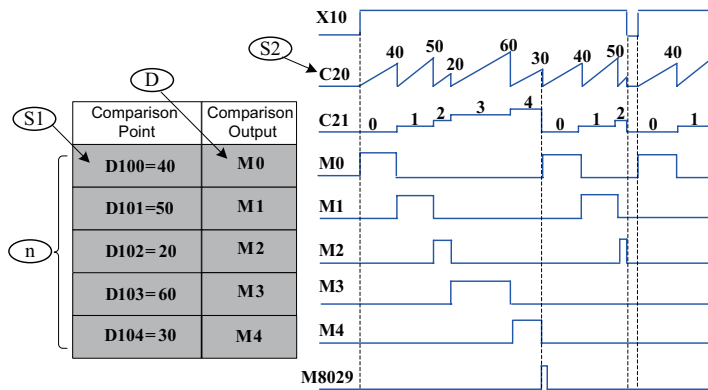 S1
D
Comparison Point
Comparison Output
D100=40
M0
D101=50
M1
D102=20
M2
D103=60
M3
D104=30
M4
n
X10
S2
C20
40
50
20
60
30
40
50
40
C21
0
1
2
3
4
0
1
2
0
1
M0
M1
M2
M3
M4
M8029